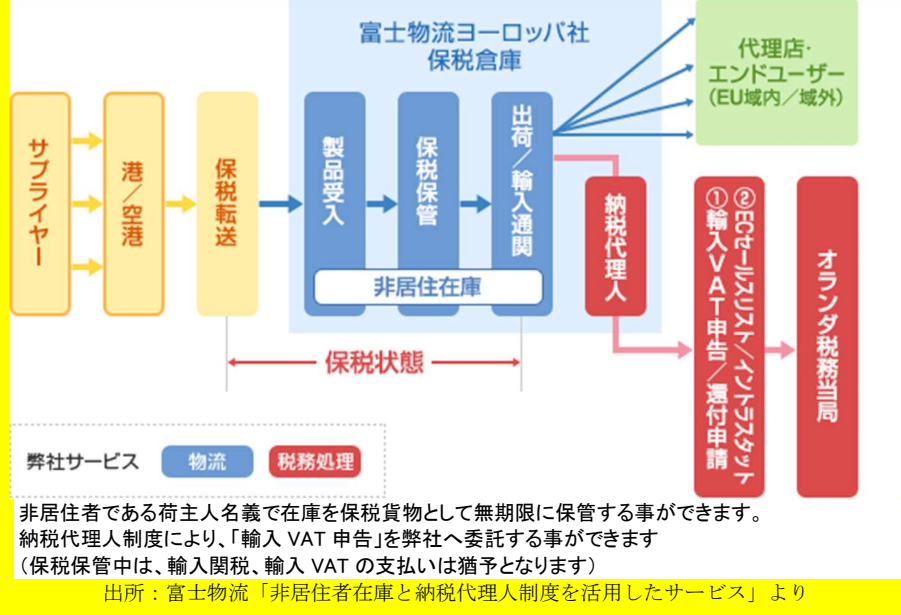 富士物流ヨーロッパ社
保税倉庫
サプライヤー
港／空港
保税転送
製品受入
保税保管
出荷／輸入通関
非居住在庫
代理店・
エンドユーザー
(EU域内／域外)
納税代理人
①輸入VAT申告／還付申請
②ECセールスリスト／イントラスタット
オランダ税務当局
保税状態
弊社サービス
物流
税務処理
非居住者である荷主人名義で在庫を保税貨物として無期限に保管する事ができます。
納税代理人制度により、「輸入 VAT 申告」を弊社へ委託する事ができます
（保税保管中は、輸入関税、輸入 VAT の支払いは猶予となります）
出所：富士物流「非居住者在庫と納税代理人制度を活用したサービス」より